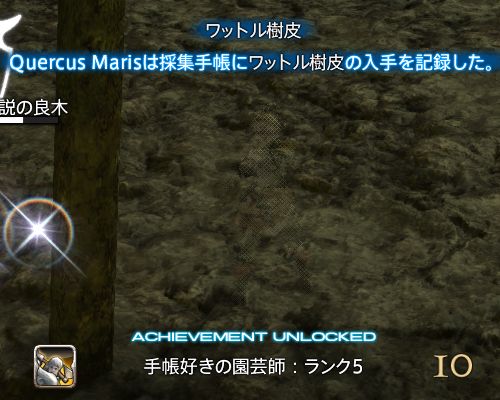 ワットル樹皮
Quercus Marisは採集手帳にワットル樹皮の入手を記録した。
説の良木
ACHIEVEMENT UNLOCKED
手帳好きの園芸師：ランク5
10